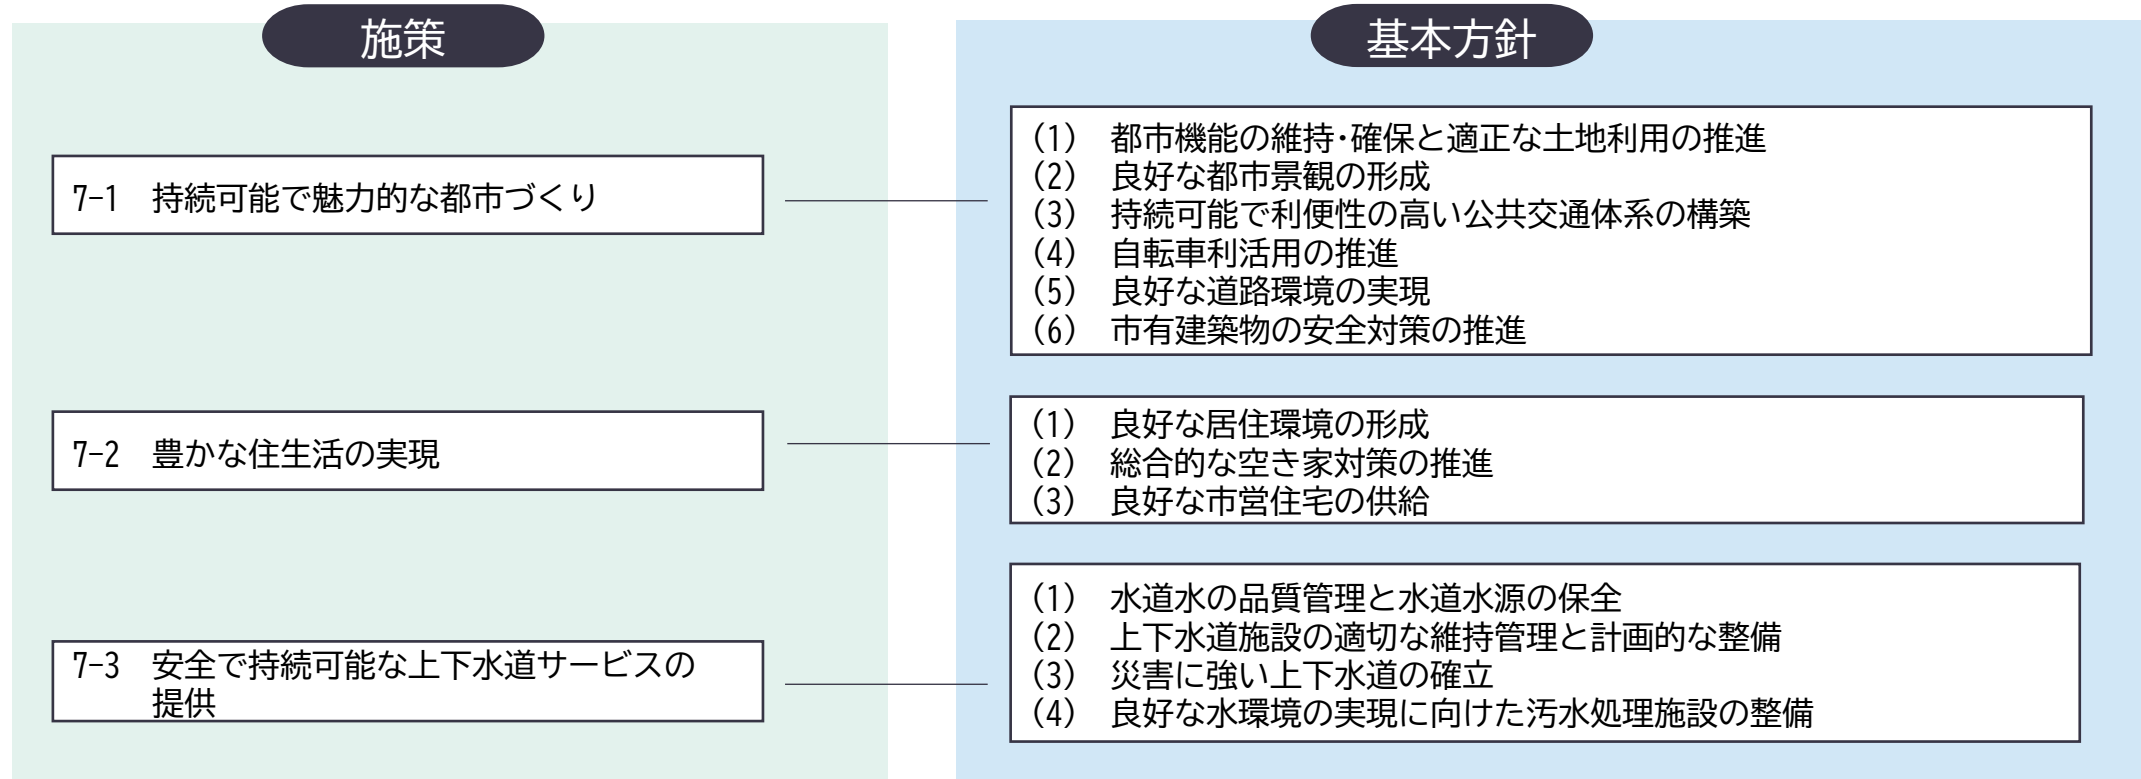 施策
基本方針
7-1 持続可能で魅力的な都市づくり
(1) 都市機能の維持・確保と適正な土地利用の推進
(2) 良好な都市景観の形成
(3) 持続可能で利便性の高い公共交通体系の構築
(4) 自転車利活用の推進
(5) 良好な道路環境の実現
(6) 市有建築物の安全対策の推進
7-2 豊かな住生活の実現
(1) 良好な居住環境の形成
(2) 総合的な空き家対策の推進
(3) 良好な市営住宅の供給
7-3 安全で持続可能な上下水道サービスの
提供
(1) 水道水の品質管理と水道水源の保全
(2) 上下水道施設の適切な維持管理と計画的な整備
(3) 災害に強い上下水道の確立
(4) 良好な水環境の実現に向けた汚水処理施設の整備